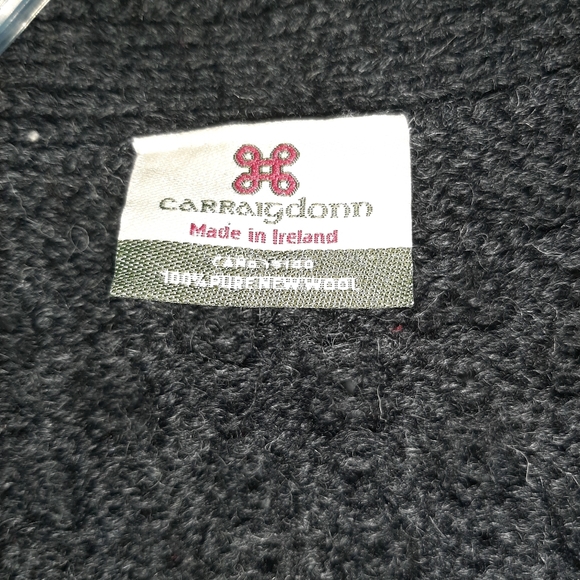 carraigdonn
Made in Ireland
100% PURE NEW WOOL